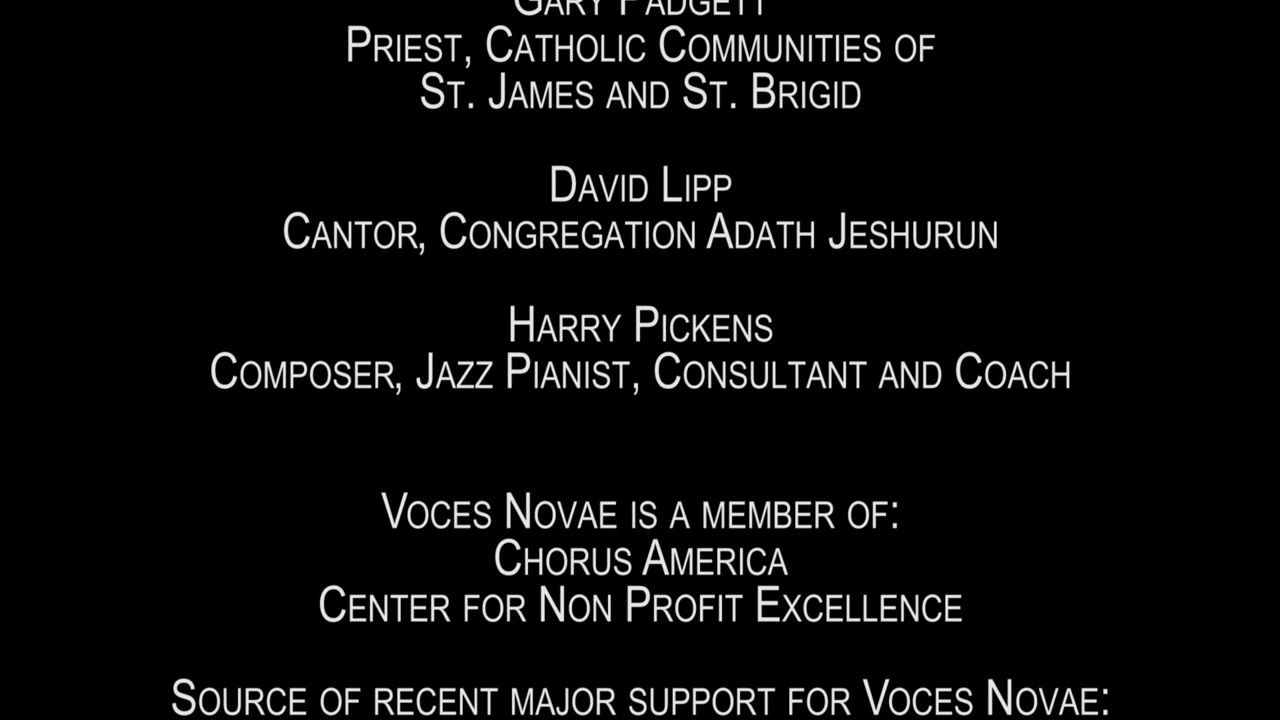 Gary Padgett
Priest, Catholic Communities of
St. James and St. Brigid
David Lipp
Cantor, Congregation Adath Jeshurun
Harry Pickens
Composer, Jazz Pianist, Consultant and Coach
Voces Novae is a member of:
Chorus America
Center for Non Profit Excellence
Source of recent major support for Voces Novae: